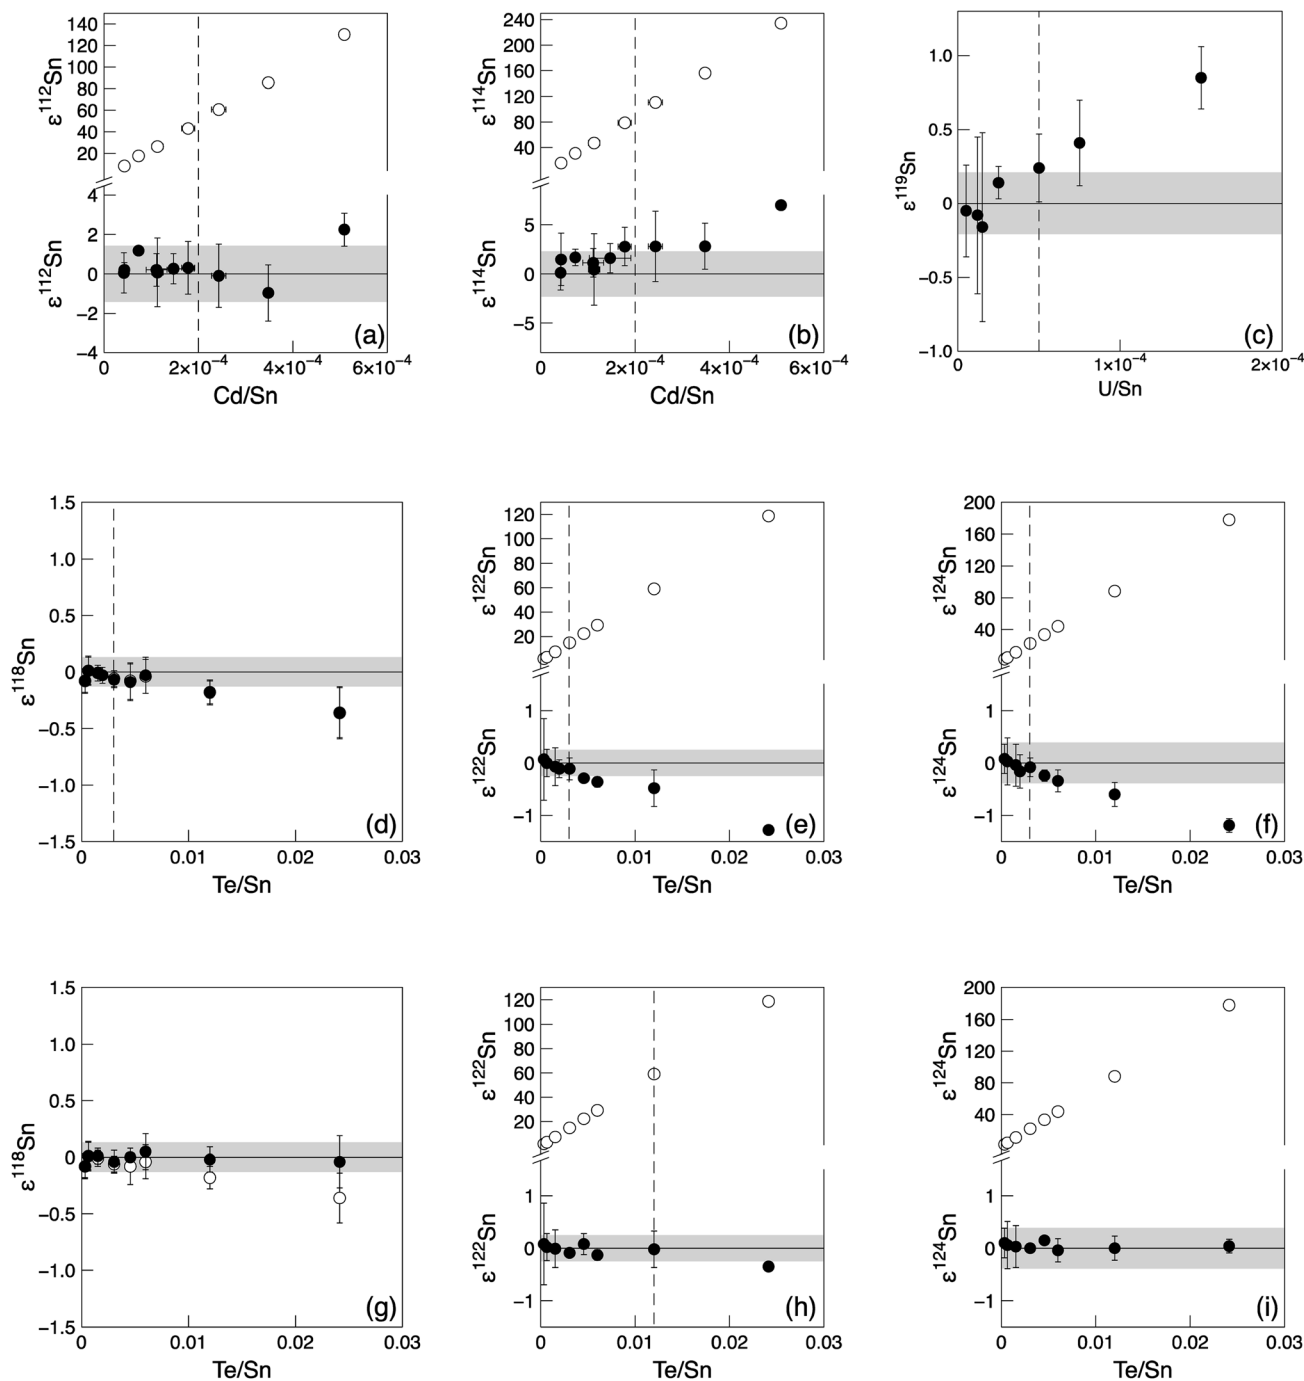 140
120
100
80
60
40
20
ε¹¹²Sn
4
2
0
−2
−4
ε¹¹²Sn
(a)
0 2×10⁻⁴ 4×10⁻⁴ 6×10⁻⁴
Cd/Sn
240
200
160
120
80
40
ε¹¹⁴Sn
5
0
−5
ε¹¹⁴Sn
(b)
0 2×10⁻⁴ 4×10⁻⁴ 6×10⁻⁴
Cd/Sn
1.0
0.5
0
−0.5
−1.0
ε¹¹⁹Sn
(c)
0 1×10⁻⁴ 2×10⁻⁴
U/Sn
1.5
1.0
0.5
0
−0.5
−1.0
−1.5
ε¹¹⁸Sn
(d)
0 0.01 0.02 0.03
Te/Sn
120
100
80
60
40
20
ε¹²²Sn
1
0
−1
ε¹²²Sn
(e)
0 0.01 0.02 0.03
Te/Sn
200
160
120
80
40
ε¹²⁴Sn
1
0
−1
ε¹²⁴Sn
(f)
0 0.01 0.02 0.03
Te/Sn
1.5
1.0
0.5
0
−0.5
−1.0
−1.5
ε¹¹⁸Sn
(g)
0 0.01 0.02 0.03
Te/Sn
120
100
80
60
40
20
ε¹²²Sn
1
0
−1
ε¹²²Sn
(h)
0 0.01 0.02 0.03
Te/Sn
200
160
120
80
40
ε¹²⁴Sn
1
0
−1
ε¹²⁴Sn
(i)
0 0.01 0.02 0.03
Te/Sn